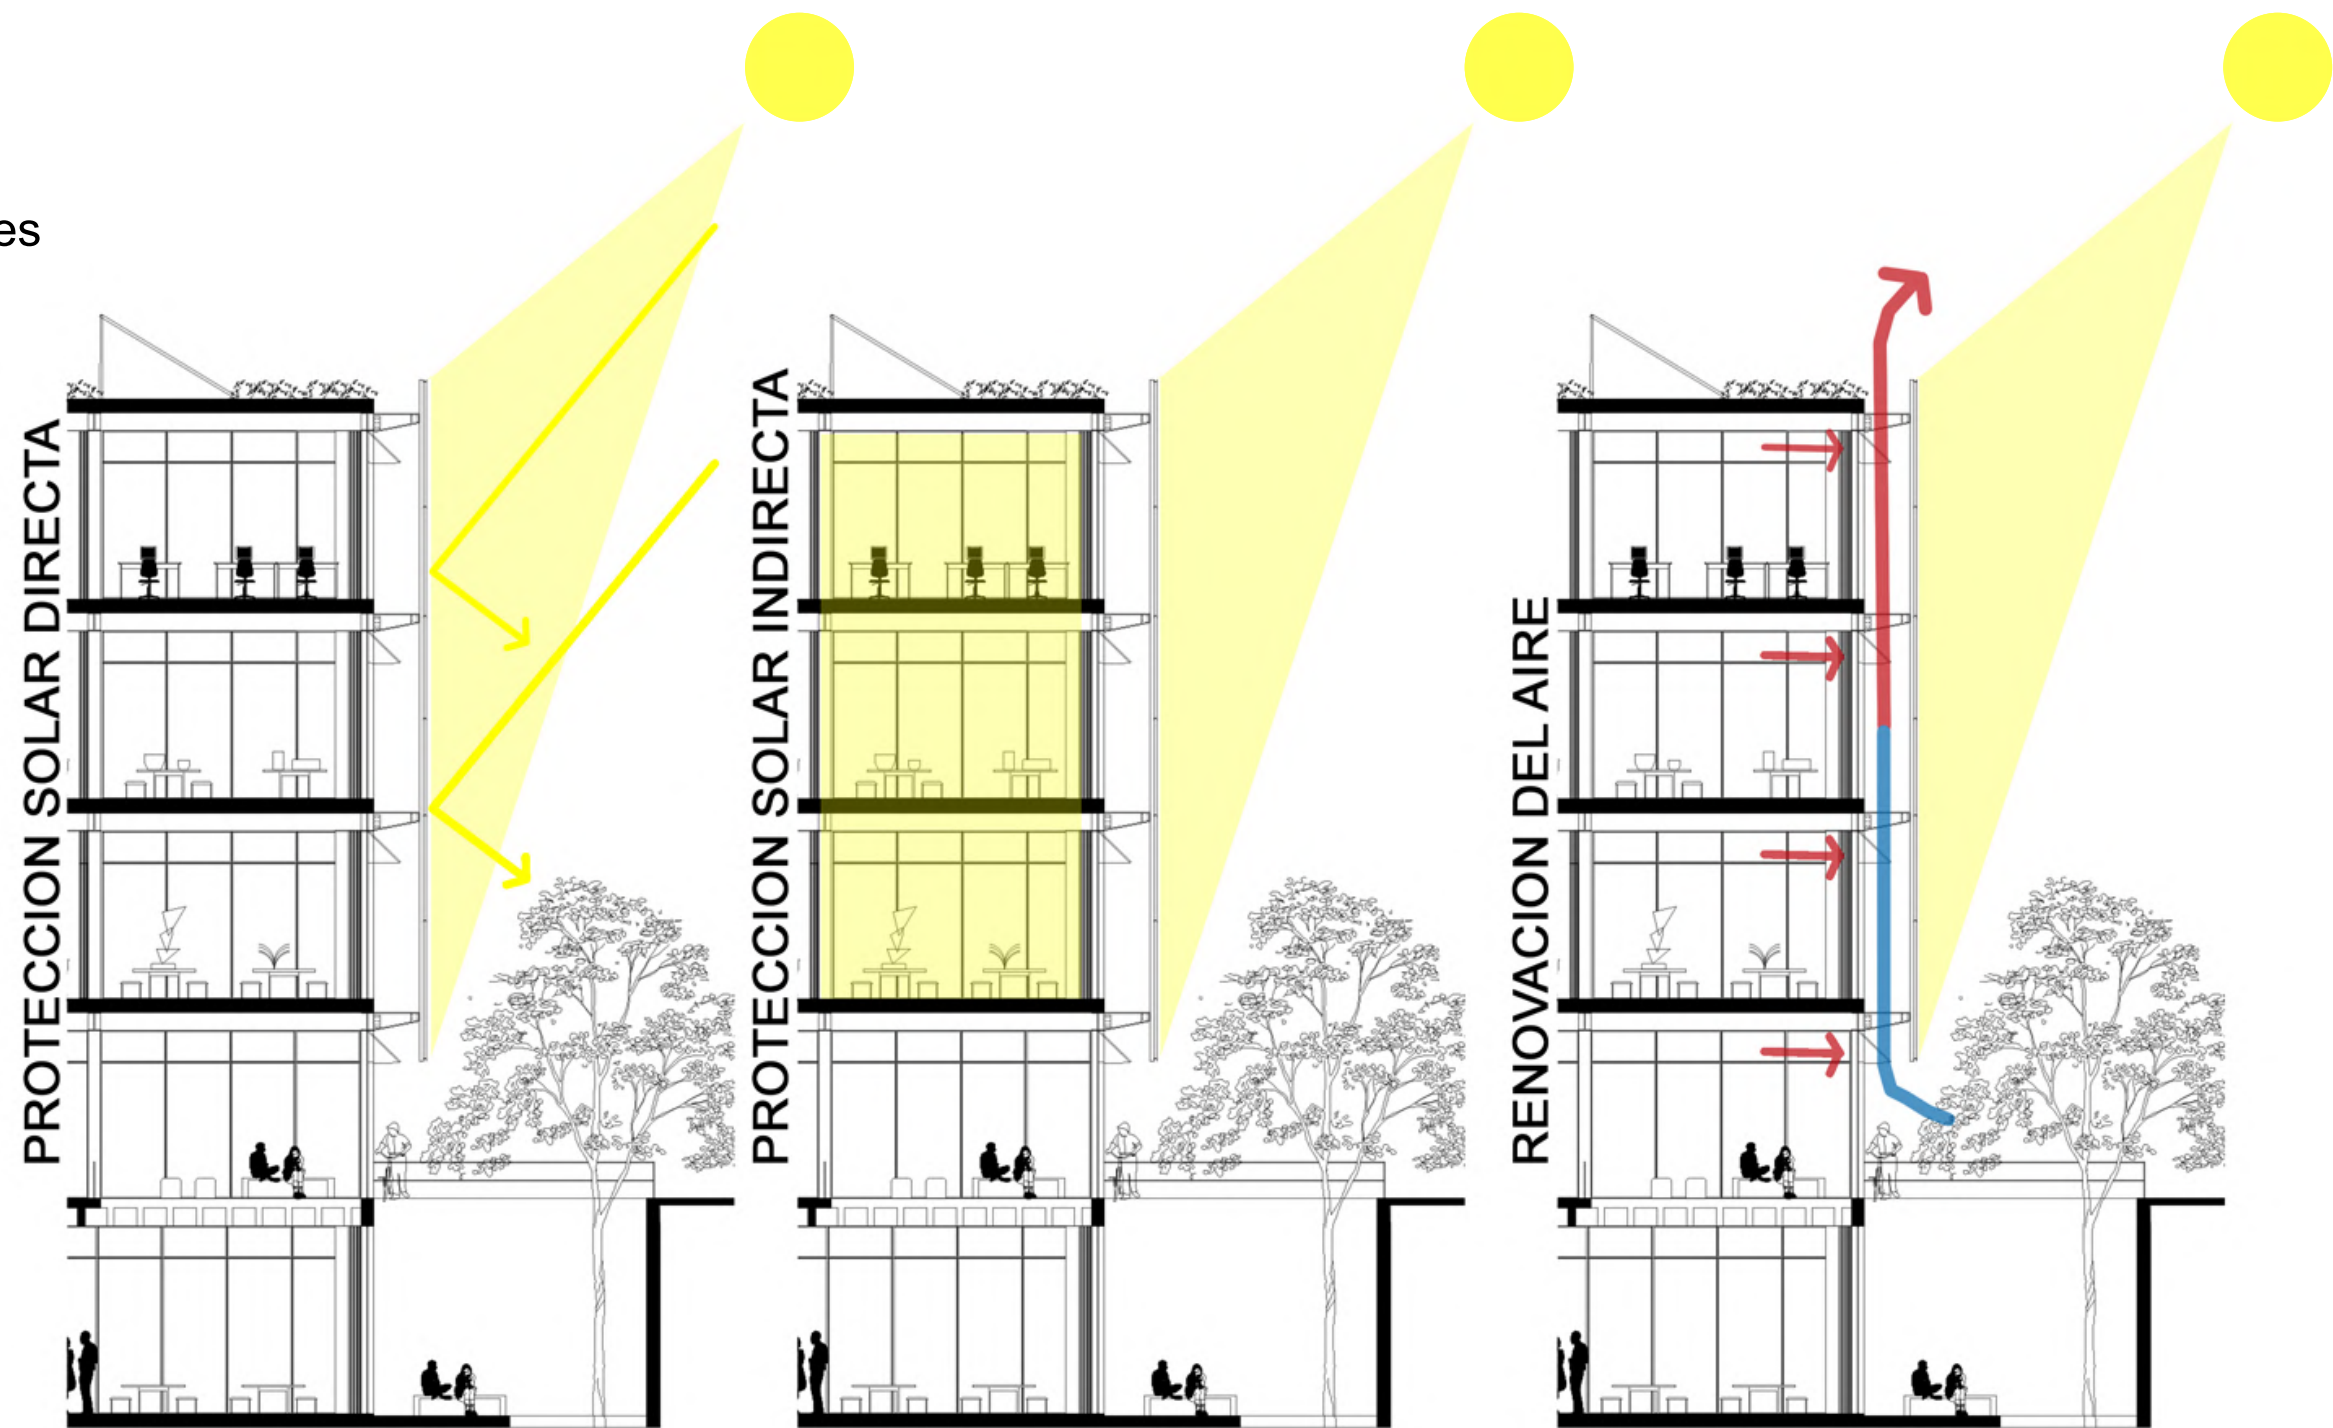 es
PROTECCION SOLAR DIRECTA
PROTECCION SOLAR INDIRECTA
RENOVACION DEL AIRE